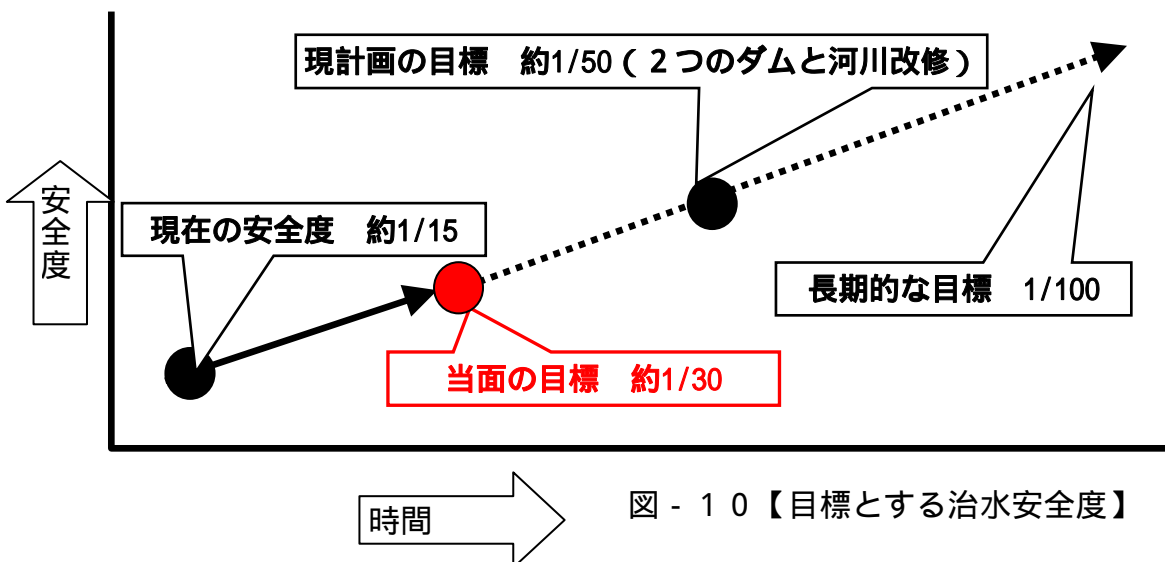 現計画の目標　約1/50（２つのダムと河川改修）
安全度
現在の安全度　約1/15
長期的な目標　1/100
当面の目標　約1/30
時間
図-１０【目標とする治水安全度】